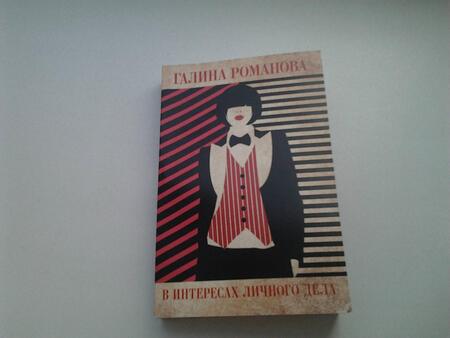 ГАЛИНА РОМАНОВА
В ИНТЕРЕСАХ ЛИЧНОГО ДЕЛА